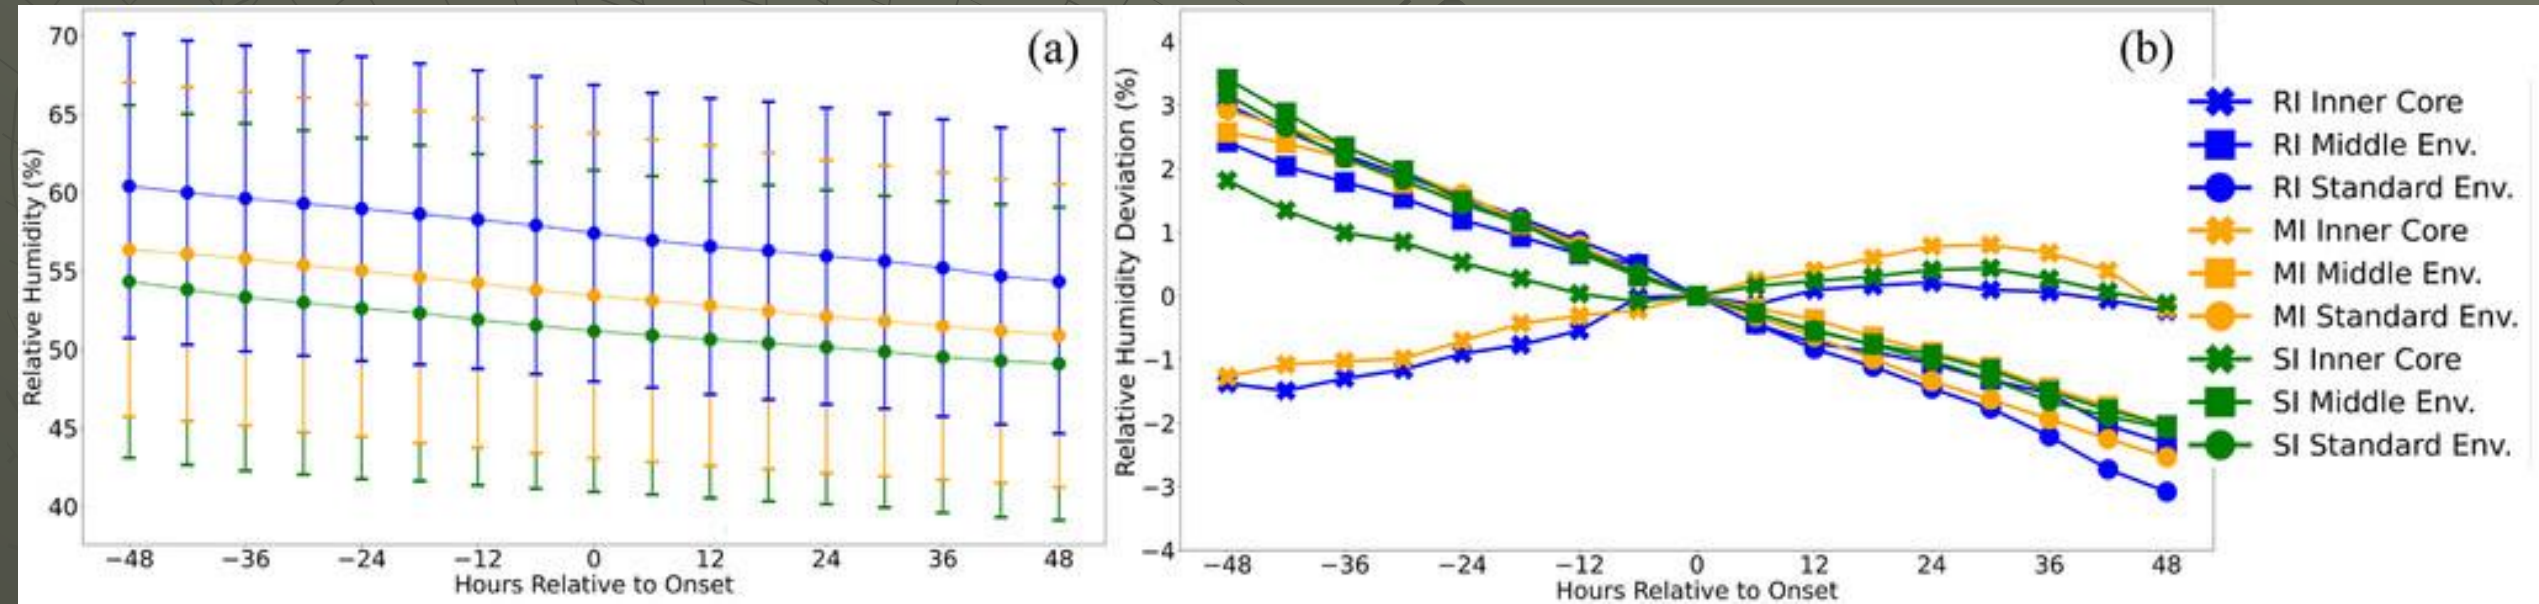 (a)
70
65
60
55
50
45
40
Relative Humidity (%)
−48 −36 −24 −12 0 12 24 36 48
Hours Relative to Onset
(b)
4
3
2
1
0
−1
−2
−3
−4
Relative Humidity Deviation (%)
−48 −36 −24 −12 0 12 24 36 48
Hours Relative to Onset
RI Inner Core
RI Middle Env.
RI Standard Env.
MI Inner Core
MI Middle Env.
MI Standard Env.
SI Inner Core
SI Middle Env.
SI Standard Env.